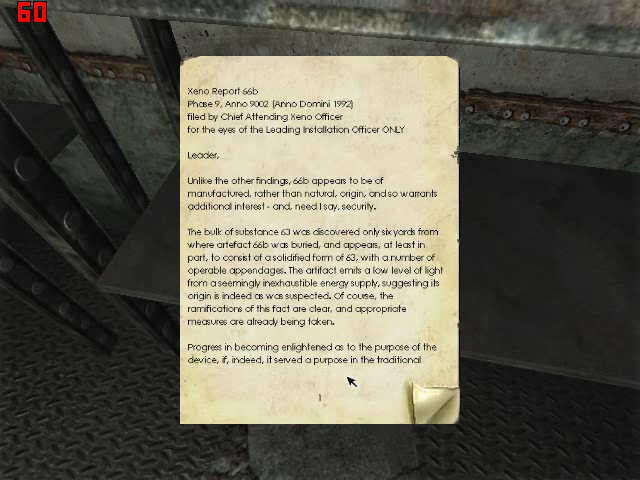 60
Xeno Report 66b
Phase 9, Anno 9002 (Anno Domini 1992)
filed by Chief Attending Xeno Officer
for the eyes of the Leading Installation Officer ONLY
Leader,
Unlike the other findings, 66b appears to be of
manufactured, rather than natural, origin, and so warrants
additional interest - and, need I say, security.
The bulk of substance 63 was discovered only six yards from
where artefact 66b was buried, and appears, at least in
part, to consist of a solidified form of 63, with a number of
operable appendages. The artifact emits a low level of light
from a seemingly inexhaustible energy supply, suggesting its
origin is indeed as was suspected. Of course, the
ramifications of this fact are clear, and appropriate
measures are already being taken.
Progress in becoming enlightened as to the purpose of the
device, if, indeed, it served a purpose in the traditional
1